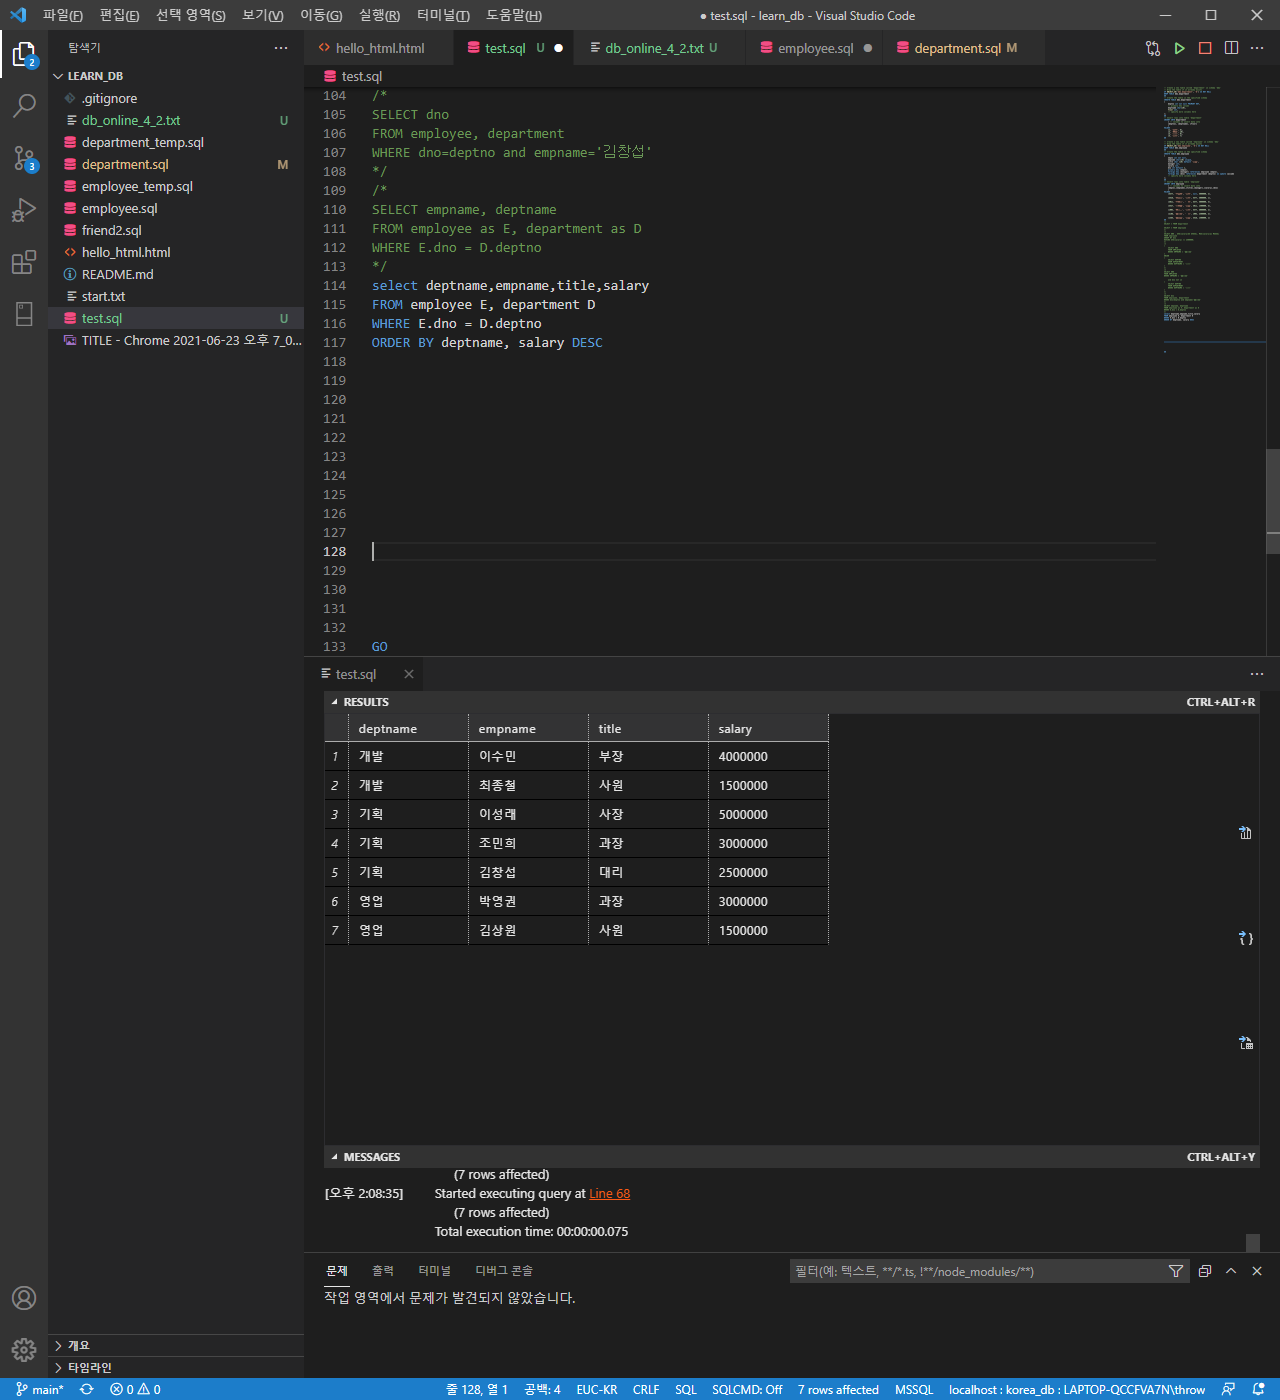 파일(F) 편집(E) 선택 영역(S) 보기(V) 이동(G) 실행(R) 터미널(T) 도움말(H) ● test.sql - learn_db - Visual Studio Code
탐색기 ···
hello_html.html test.sql U ● db_online_4_2.txt U employee.sql ● department.sql M
LEARN_DB
.gitignore
db_online_4_2.txt U
department_temp.sql
department.sql M
employee_temp.sql
employee.sql
friend2.sql
hello_html.html
README.md
start.txt
test.sql U
TITLE - Chrome 2021-06-23 오후 7_0...
개요
타임라인
test.sql
104 /*
105 SELECT dno
106 FROM employee, department
107 WHERE dno=deptno and empname='김창섭'
108 */
109 /*
110 SELECT empname, deptname
111 FROM employee as E, department as D
112 WHERE E.dno = D.deptno
113 */
114 select deptname,empname,title,salary
115 FROM employee E, department D
116 WHERE E.dno = D.deptno
117 ORDER BY deptname, salary DESC
118
119
120
121
122
123
124
125
126
127
128
129
130
131
132
133 GO
test.sql
RESULTS CTRL+ALT+R
deptname empname title salary
1 개발 이수민 부장 4000000
2 개발 최종철 사원 1500000
3 기획 이성래 사장 5000000
4 기획 조민희 과장 3000000
5 기획 김창섭 대리 2500000
6 영업 박영권 과장 3000000
7 영업 김상원 사원 1500000
MESSAGES CTRL+ALT+Y
(7 rows affected)
[오후 2:08:35] Started executing query at Line 68
(7 rows affected)
Total execution time: 00:00:00.075
문제 출력 터미널 디버그 콘솔 필터(예: 텍스트, **/*.ts, !**/node_modules/**)
작업 영역에서 문제가 발견되지 않았습니다.
main* 0 0 줄 128, 열 1 공백: 4 EUC-KR CRLF SQL SQLCMD: Off 7 rows affected MSSQL localhost : korea_db : LAPTOP-QCCFVA7N\throw
2
3